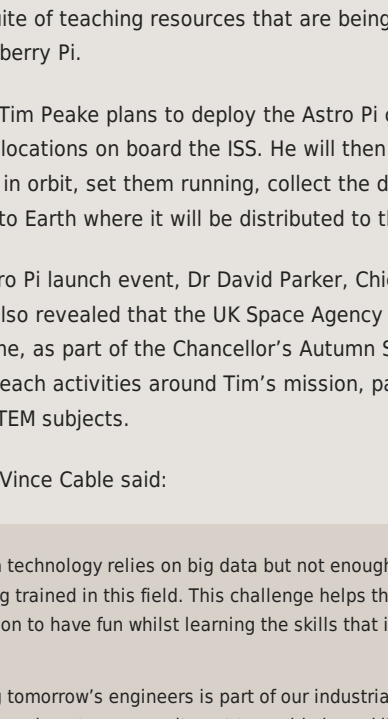 ite of teaching resources that are being
berry Pi.
Tim Peake plans to deploy the Astro Pi
locations on board the ISS. He will then
in orbit, set them running, collect the d
to Earth where it will be distributed to t
ro Pi launch event, Dr David Parker, Chi
lso revealed that the UK Space Agency
me, as part of the Chancellor’s Autumn S
each activities around Tim’s mission, pa
TEM subjects.
Vince Cable said:
technology relies on big data but not enough
g trained in this field. This challenge helps th
on to have fun whilst learning the skills that i
tomorrow’s engineers is part of our industria